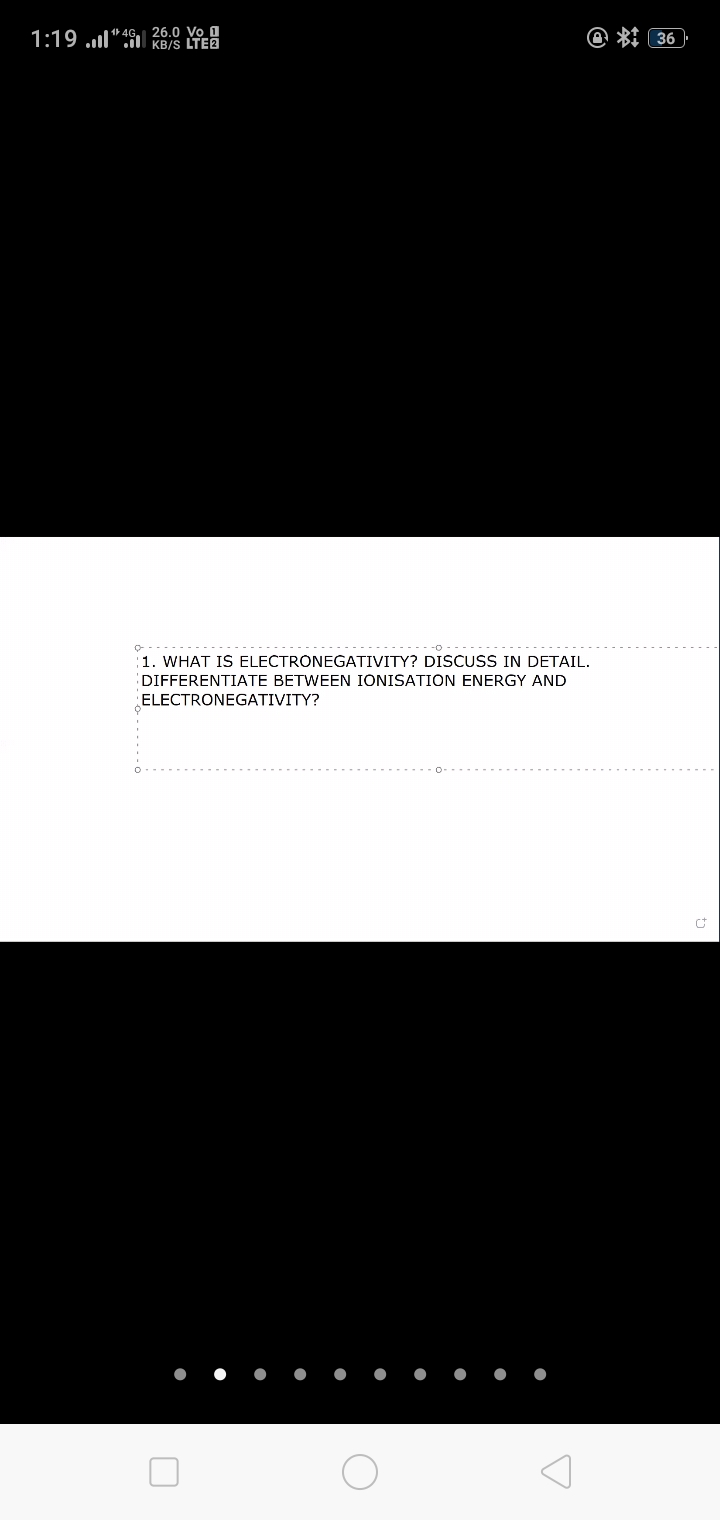 1:19 4G 26.0 KB/S Vo LTE 1 2 36
1. WHAT IS ELECTRONEGATIVITY? DISCUSS IN DETAIL.
DIFFERENTIATE BETWEEN IONISATION ENERGY AND
ELECTRONEGATIVITY?